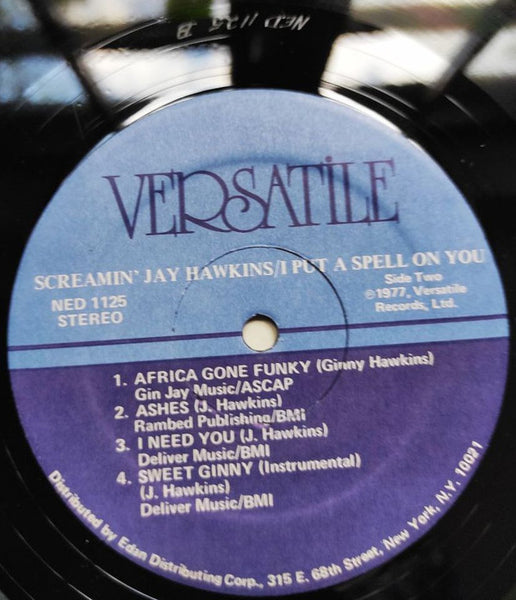 NED 1125 B
VERSATILE
SCREAMIN' JAY HAWKINS/I PUT A SPELL ON YOU
NED 1125
STEREO
Side Two
©1977, Versatile
Records, Ltd.
1. AFRICA GONE FUNKY (Ginny Hawkins)
Gin Jay Music/ASCAP
2. ASHES (J. Hawkins)
Rambed Publishing/BMI
3. I NEED YOU (J. Hawkins)
Deliver Music/BMI
4. SWEET GINNY (Instrumental)
(J. Hawkins)
Deliver Music/BMI
Distributed by Edan Distributing Corp., 315 E. 68th Street, New York, N.Y. 10021